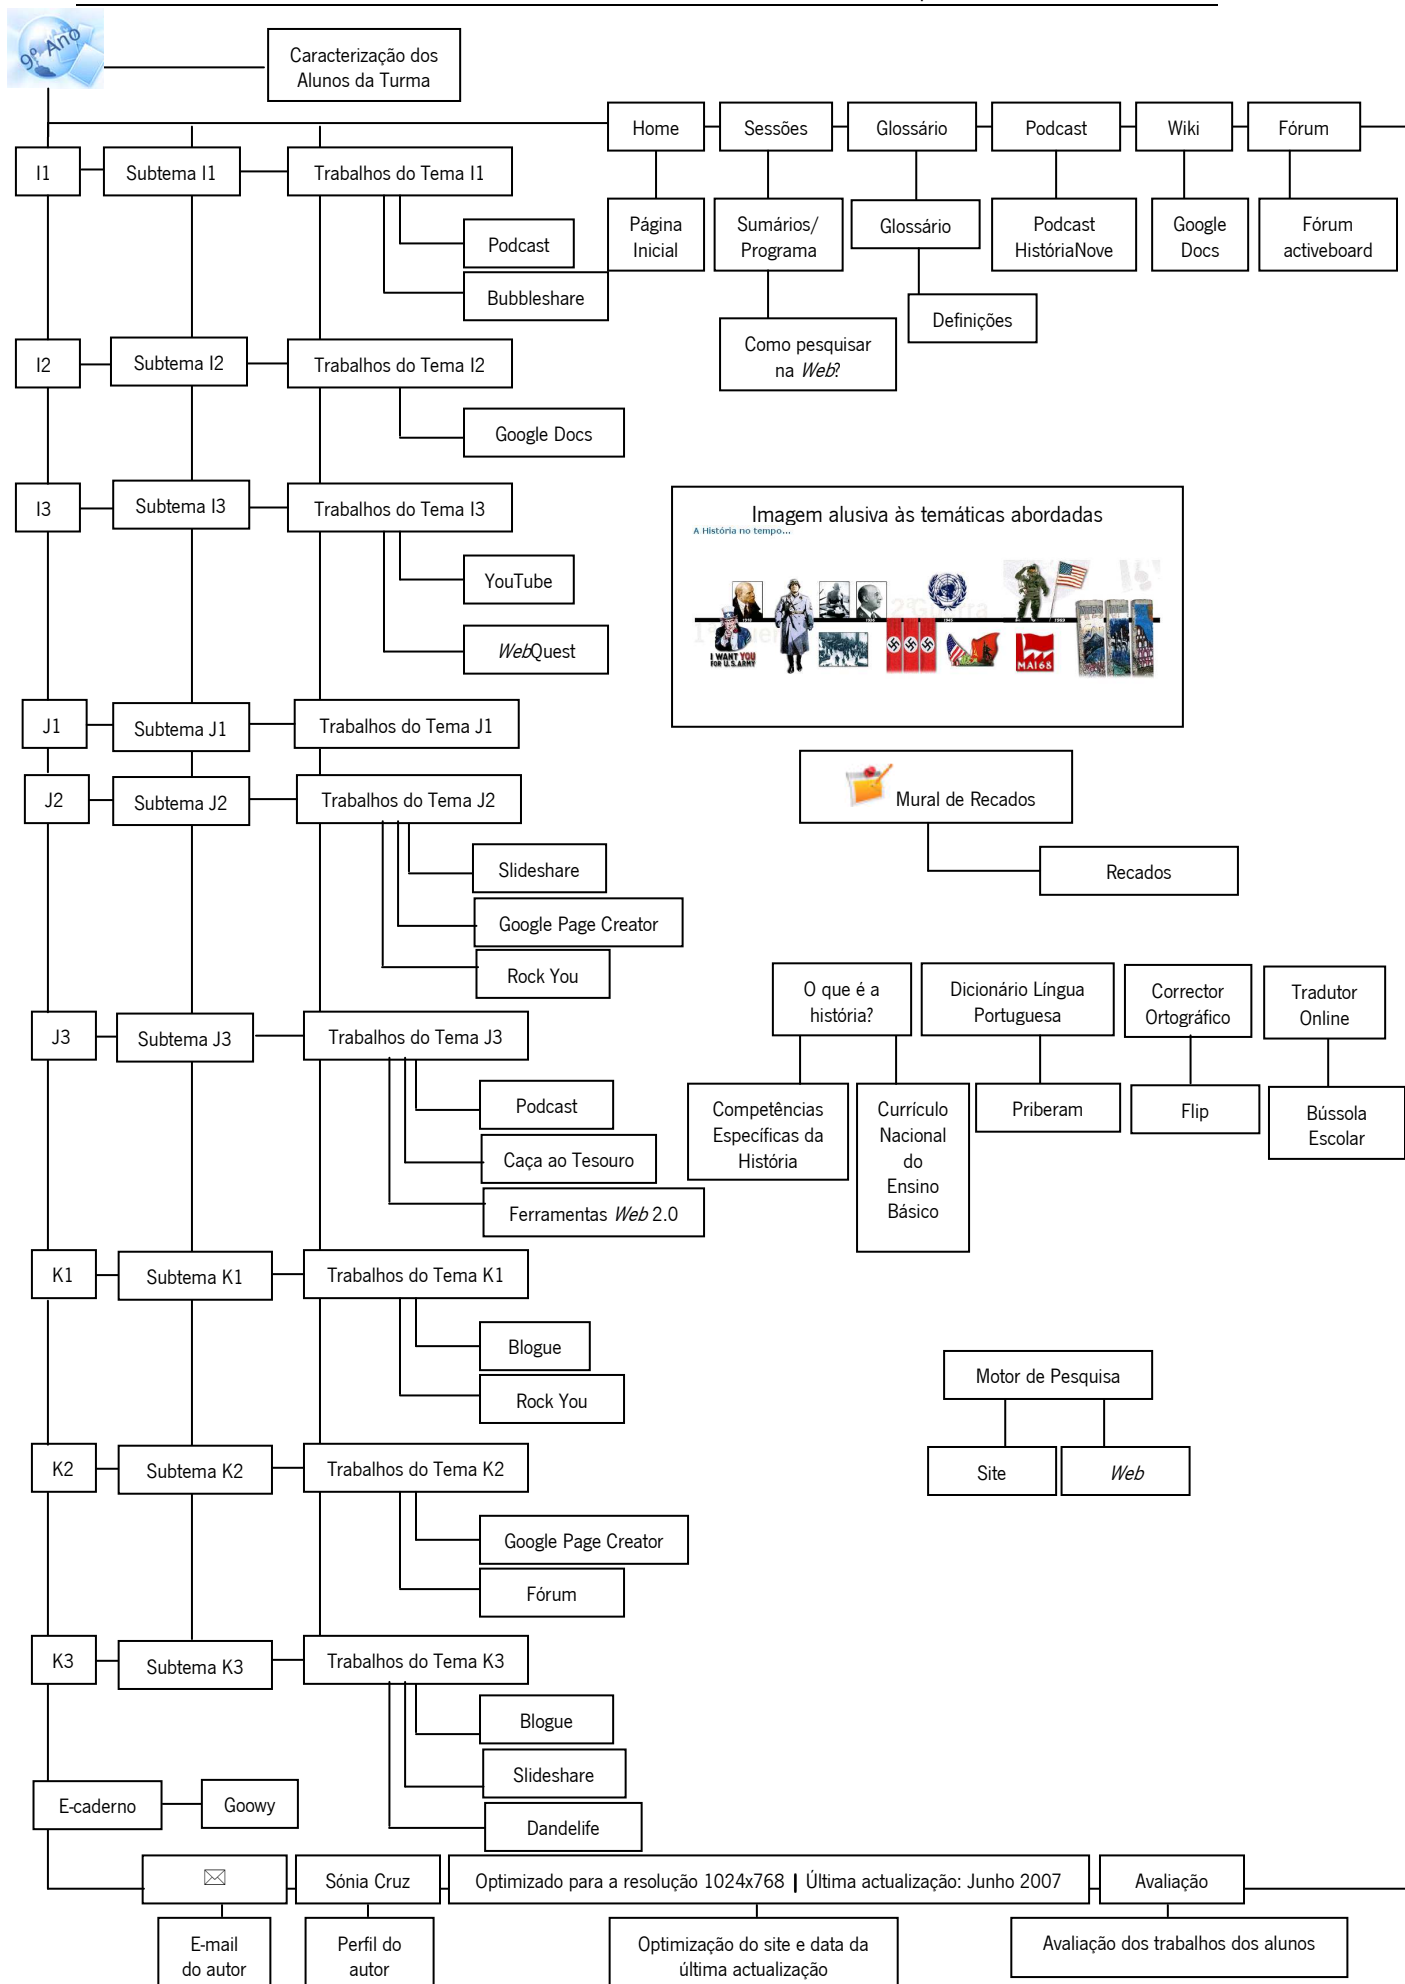 9º Ano
Caracterização dos
Alunos da Turma
Home
Sessões
Glossário
Podcast
Wiki
Fórum
Página
Inicial
Sumários/
Programa
Glossário
Podcast
HistóriaNove
Google
Docs
Fórum
activeboard
Como pesquisar
na Web?
Definições
I1
Subtema I1
Trabalhos do Tema I1
Podcast
Bubbleshare
I2
Subtema I2
Trabalhos do Tema I2
Google Docs
I3
Subtema I3
Trabalhos do Tema I3
YouTube
WebQuest
Imagem alusiva às temáticas abordadas
A História no tempo...
I WANT YOU
FOR U.S. ARMY
MAI68
J1
Subtema J1
Trabalhos do Tema J1
J2
Subtema J2
Trabalhos do Tema J2
Slideshare
Google Page Creator
Rock You
Mural de Recados
Recados
J3
Subtema J3
Trabalhos do Tema J3
Podcast
Caça ao Tesouro
Ferramentas Web 2.0
O que é a
história?
Dicionário Língua
Portuguesa
Corrector
Ortográfico
Tradutor
Online
Competências
Específicas da
História
Currículo
Nacional
do
Ensino
Básico
Priberam
Flip
Bússola
Escolar
K1
Subtema K1
Trabalhos do Tema K1
Blogue
Rock You
Motor de Pesquisa
Site
Web
K2
Subtema K2
Trabalhos do Tema K2
Google Page Creator
Fórum
K3
Subtema K3
Trabalhos do Tema K3
Blogue
Slideshare
Dandelife
E-caderno
Goowy
Sónia Cruz
Optimizado para a resolução 1024x768 | Última actualização: Junho 2007
Avaliação
E-mail
do autor
Perfil do
autor
Optimização do site e data da
última actualização
Avaliação dos trabalhos dos alunos